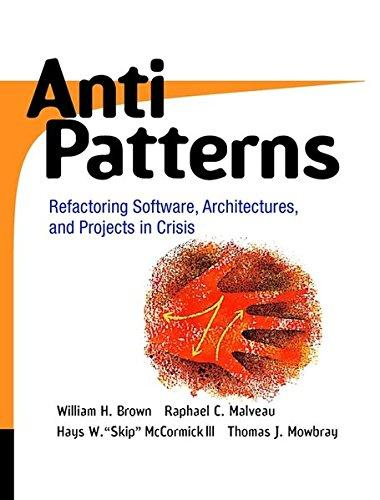 Anti
Patterns
Refactoring Software, Architectures,
and Projects in Crisis
William H. Brown Raphael C. Malveau
Hays W."Skip" McCormick III Thomas J. Mowbray